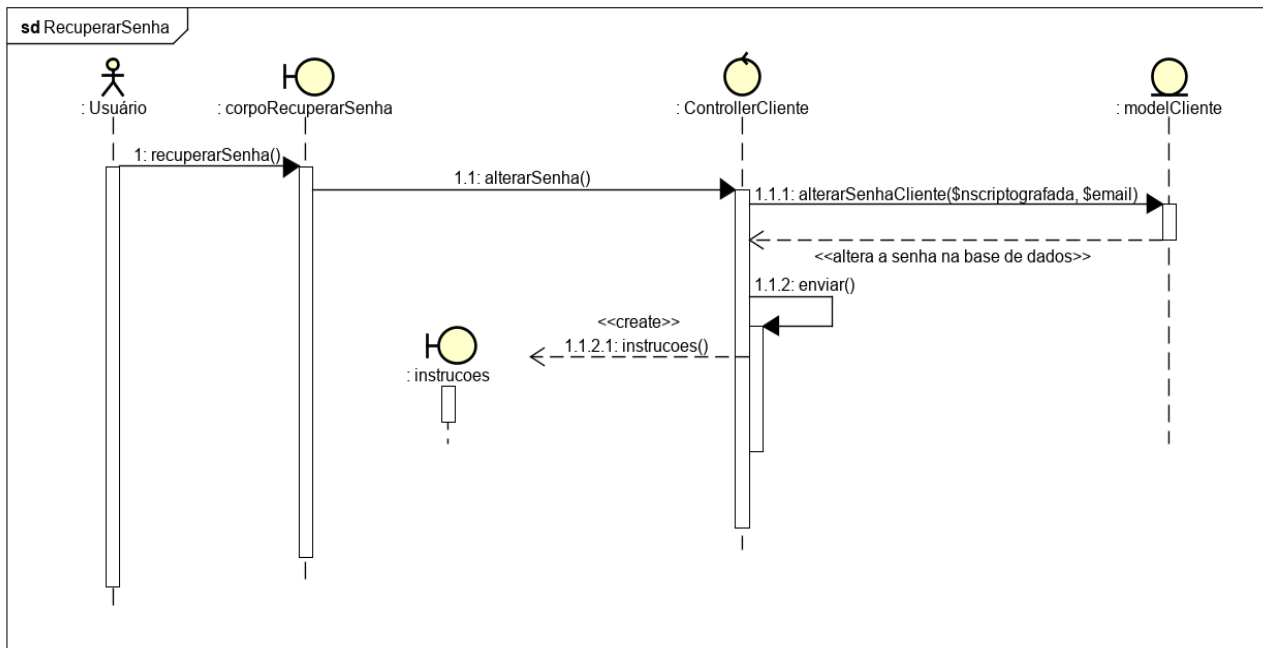 sd RecuperarSenha
: Usuário
: corpoRecuperarSenha
: ControllerCliente
: modelCliente
1: recuperarSenha()
1.1: alterarSenha()
1.1.1: alterarSenhaCliente($nscriptografada, $email)
<<altera a senha na base de dados>>
1.1.2: enviar()
<<create>>
1.1.2.1: instrucoes()
: instrucoes